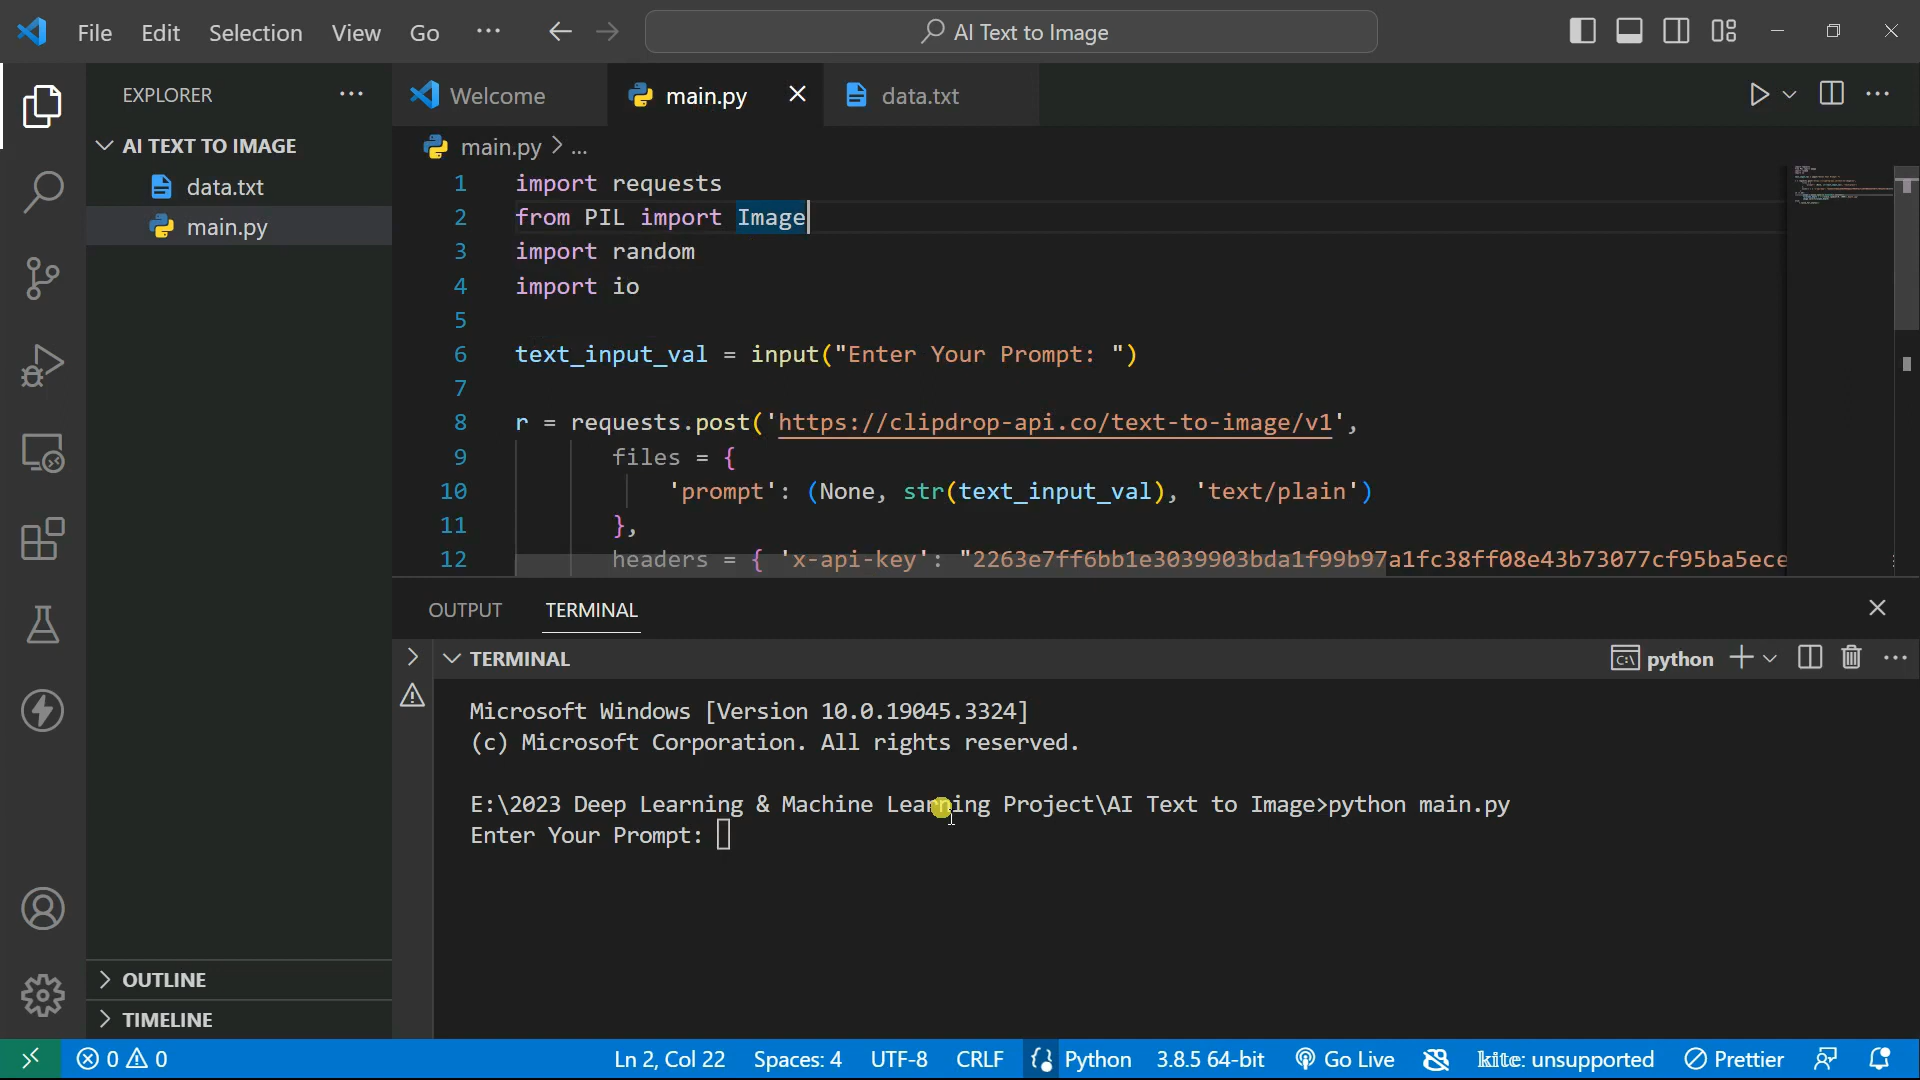 File Edit Selection View Go ··· AI Text to Image
EXPLORER ···
Welcome main.py data.txt
AI TEXT TO IMAGE
data.txt
main.py
main.py > ...
1 import requests
2 from PIL import Image
3 import random
4 import io
5
6 text_input_val = input("Enter Your Prompt: ")
7
8 r = requests.post('https://clipdrop-api.co/text-to-image/v1',
9 files = {
10 'prompt': (None, str(text_input_val), 'text/plain')
11 },
12 headers = { 'x-api-key': "2263e7ff6bb1e3039903bda1f99b97a1fc38ff08e43b73077cf95ba5ece
OUTPUT TERMINAL
TERMINAL
python
Microsoft Windows [Version 10.0.19045.3324]
(c) Microsoft Corporation. All rights reserved.
E:\2023 Deep Learning & Machine Learning Project\AI Text to Image>python main.py
Enter Your Prompt:
OUTLINE
TIMELINE
0 0 Ln 2, Col 22 Spaces: 4 UTF-8 CRLF Python 3.8.5 64-bit Go Live kite: unsupported Prettier